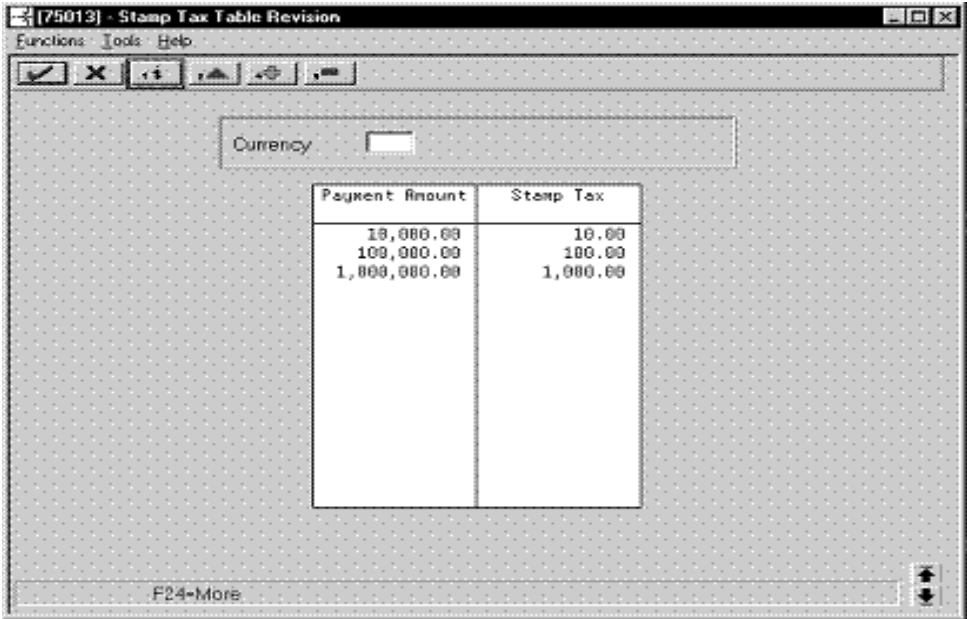 [75013] - Stamp Tax Table Revision
Functions Tools Help
Currency
Payment Amount Stamp Tax
10,000.00 10.00
100,000.00 100.00
1,000,000.00 1,000.00
F24=More